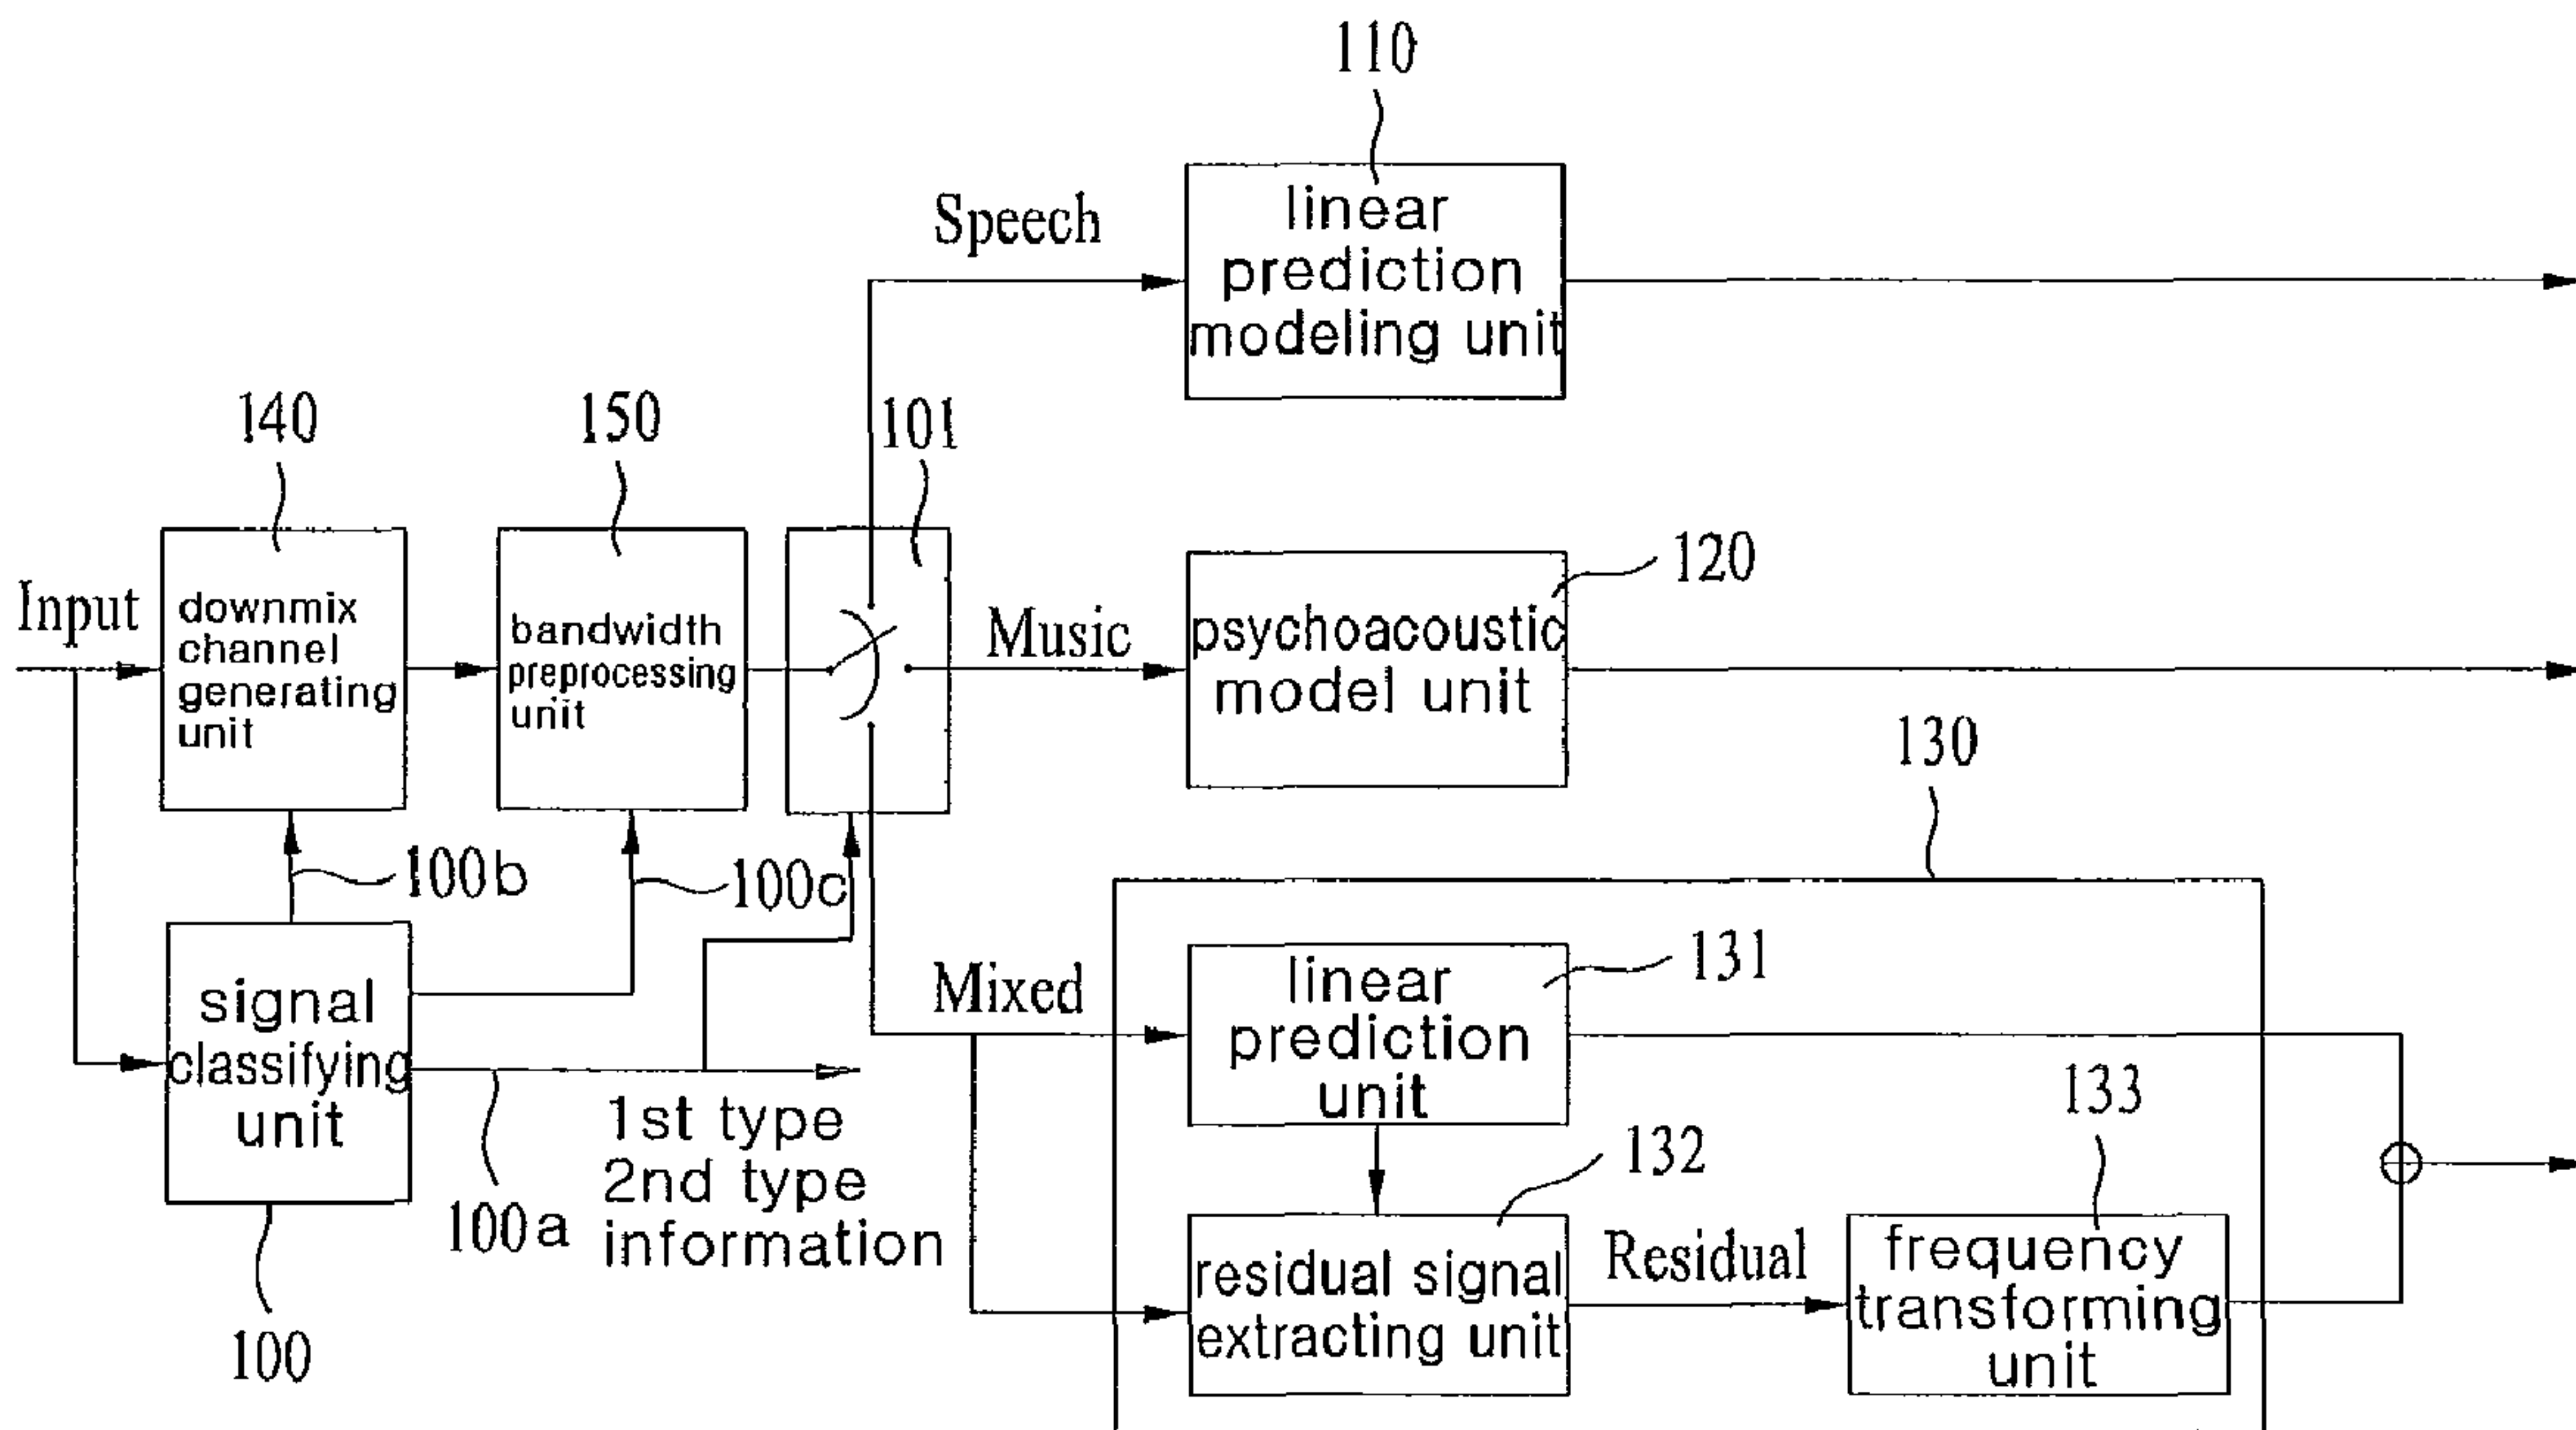 110
Speech
linear
prediction
modeling unit
140
150
101
Input
downmix
channel
generating
unit
bandwidth
preprocessing
unit
Music
psychoacoustic
model unit
120
130
100b
100c
signal
classifying
unit
100
100a
1st type
2nd type
information
Mixed
linear
prediction
unit
131
132
residual signal
extracting unit
Residual
133
frequency
transforming
unit